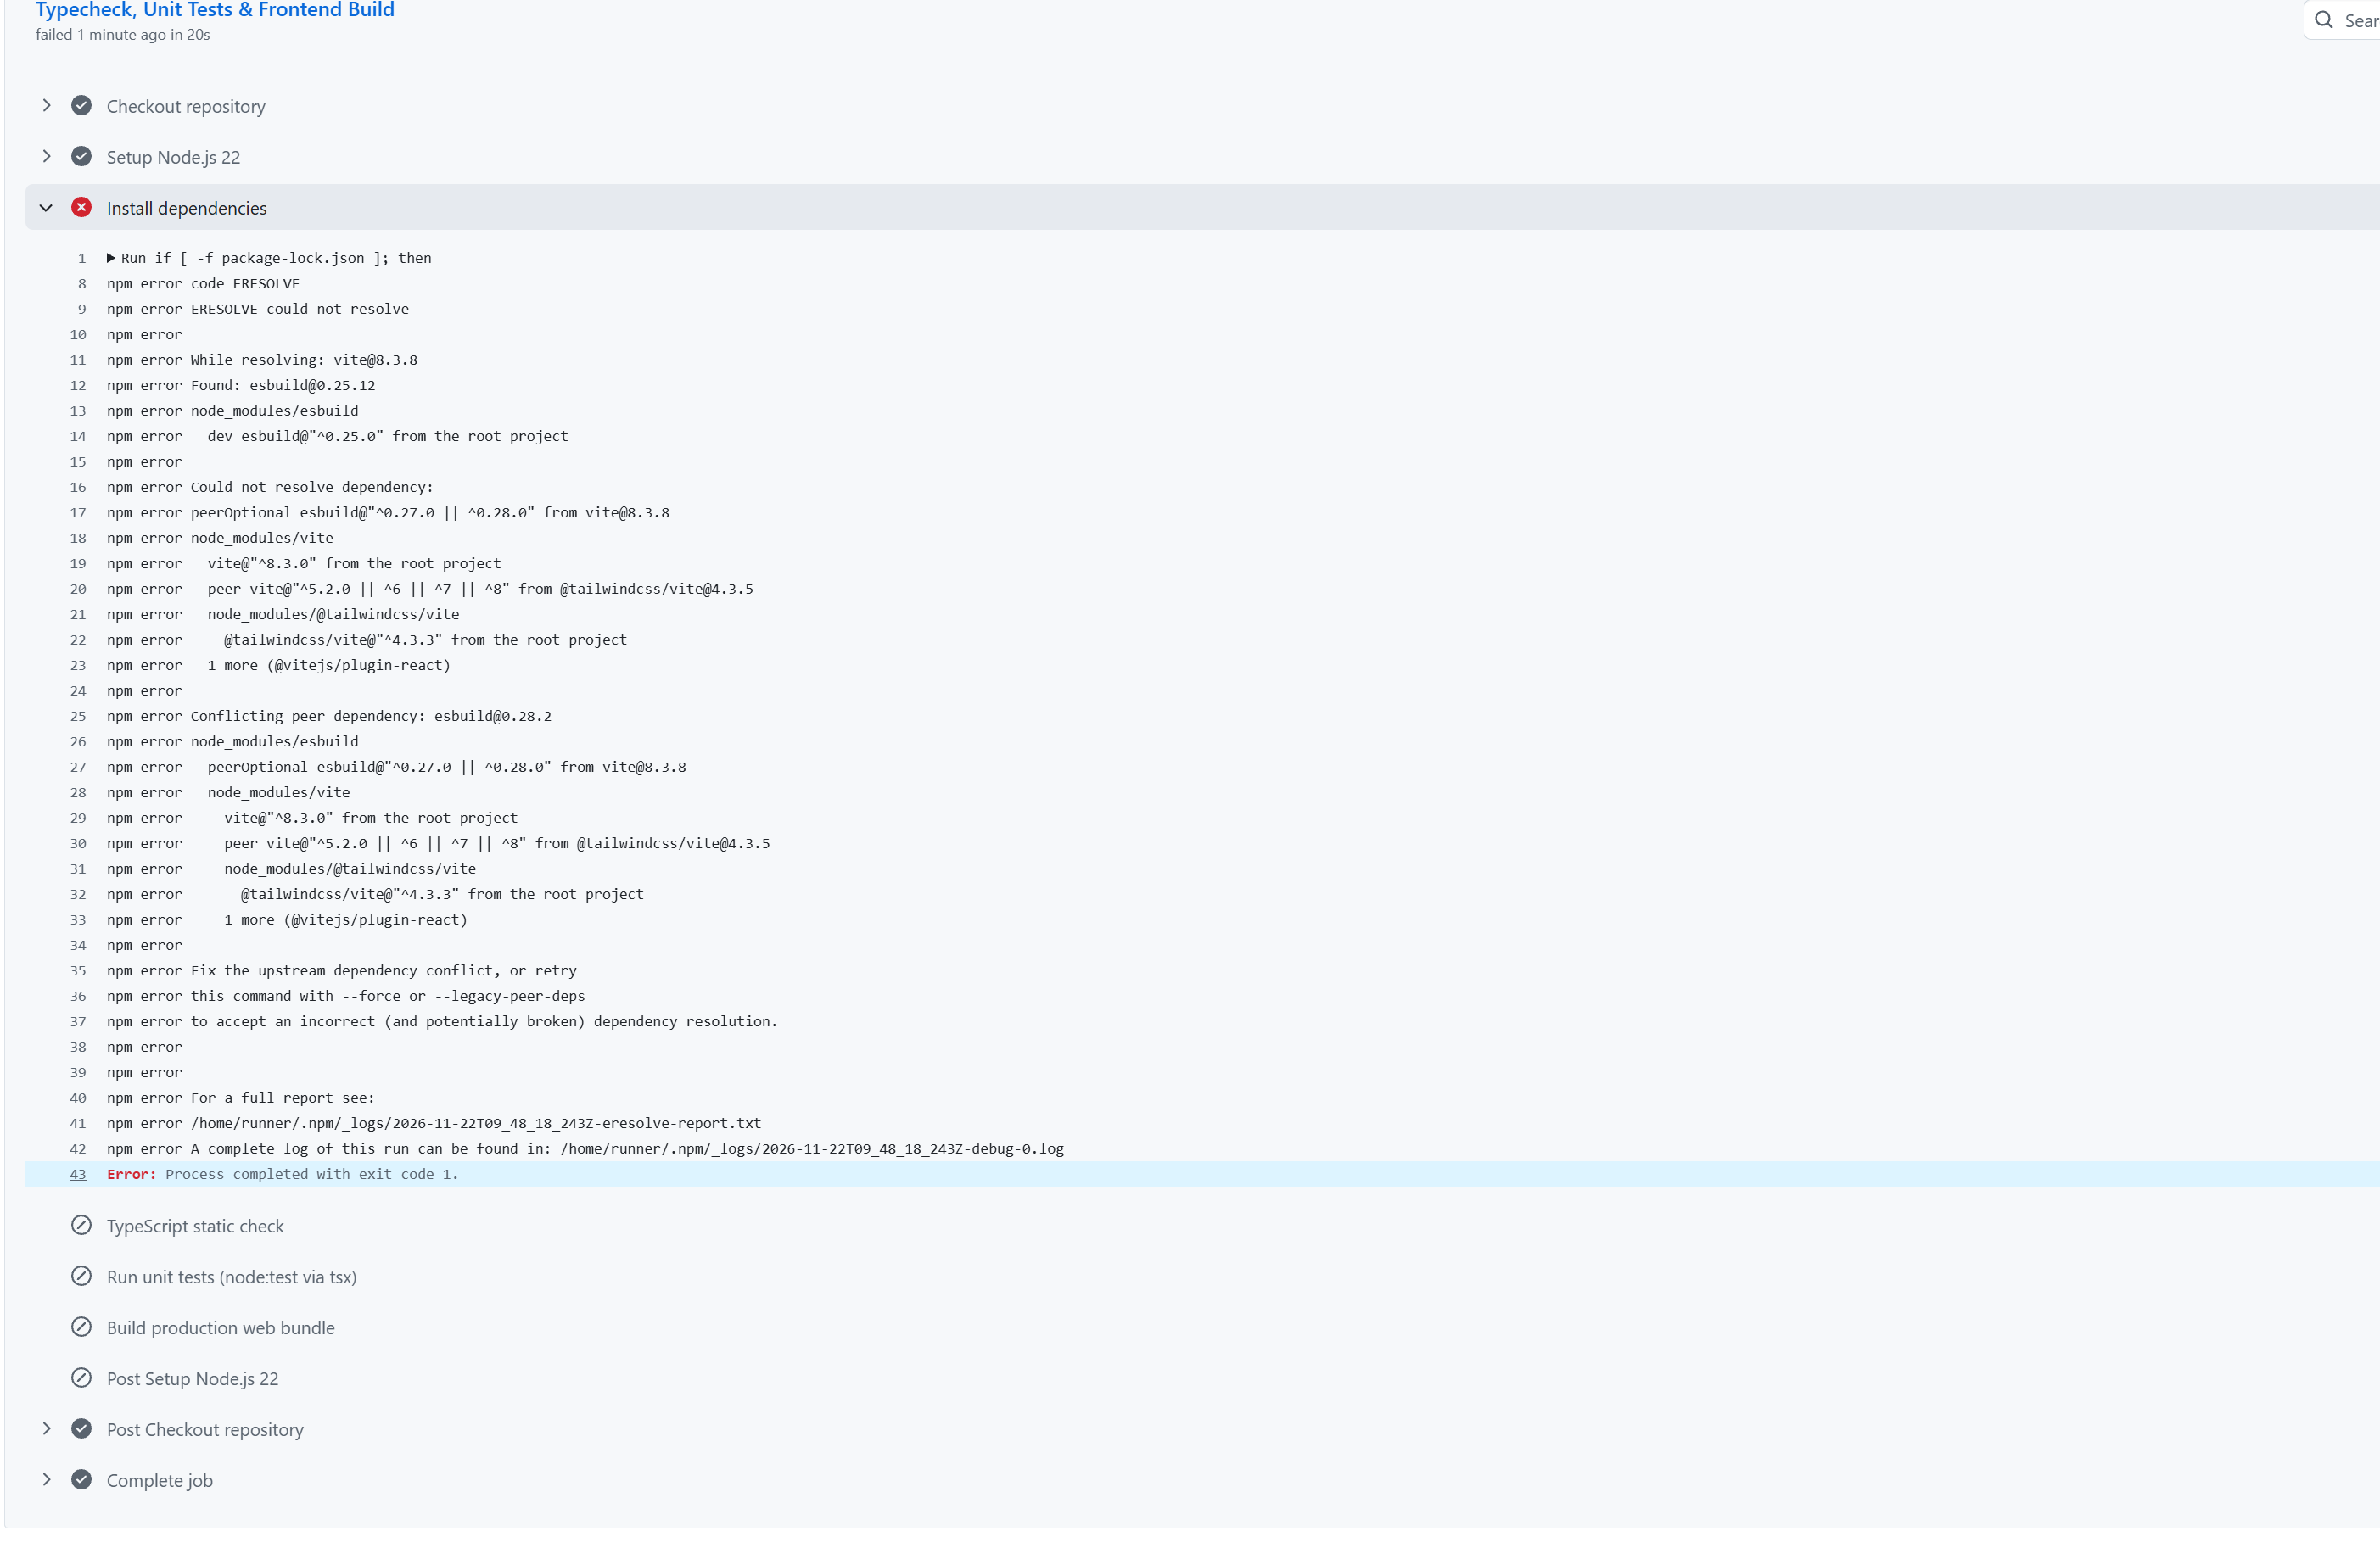 Typecheck, Unit Tests & Frontend Build
failed 1 minute ago in 20s
Checkout repository
Setup Node.js 22
Install dependencies
1 Run if [ -f package-lock.json ]; then
8 npm error code ERESOLVE
9 npm error ERESOLVE could not resolve
10 npm error
11 npm error While resolving: vite@8.3.8
12 npm error Found: esbuild@0.25.12
13 npm error node_modules/esbuild
14 npm error   dev esbuild@"^0.25.0" from the root project
15 npm error
16 npm error Could not resolve dependency:
17 npm error peerOptional esbuild@"^0.27.0 || ^0.28.0" from vite@8.3.8
18 npm error node_modules/vite
19 npm error   vite@"^8.3.0" from the root project
20 npm error   peer vite@"^5.2.0 || ^6 || ^7 || ^8" from @tailwindcss/vite@4.3.5
21 npm error   node_modules/@tailwindcss/vite
22 npm error     @tailwindcss/vite@"^4.3.3" from the root project
23 npm error   1 more (@vitejs/plugin-react)
24 npm error
25 npm error Conflicting peer dependency: esbuild@0.28.2
26 npm error node_modules/esbuild
27 npm error   peerOptional esbuild@"^0.27.0 || ^0.28.0" from vite@8.3.8
28 npm error   node_modules/vite
29 npm error     vite@"^8.3.0" from the root project
30 npm error     peer vite@"^5.2.0 || ^6 || ^7 || ^8" from @tailwindcss/vite@4.3.5
31 npm error     node_modules/@tailwindcss/vite
32 npm error       @tailwindcss/vite@"^4.3.3" from the root project
33 npm error     1 more (@vitejs/plugin-react)
34 npm error
35 npm error Fix the upstream dependency conflict, or retry
36 npm error this command with --force or --legacy-peer-deps
37 npm error to accept an incorrect (and potentially broken) dependency resolution.
38 npm error
39 npm error
40 npm error For a full report see:
41 npm error /home/runner/.npm/_logs/2026-11-22T09_48_18_243Z-eresolve-report.txt
42 npm error A complete log of this run can be found in: /home/runner/.npm/_logs/2026-11-22T09_48_18_243Z-debug-0.log
43 Error: Process completed with exit code 1.
TypeScript static check
Run unit tests (node:test via tsx)
Build production web bundle
Post Setup Node.js 22
Post Checkout repository
Complete job